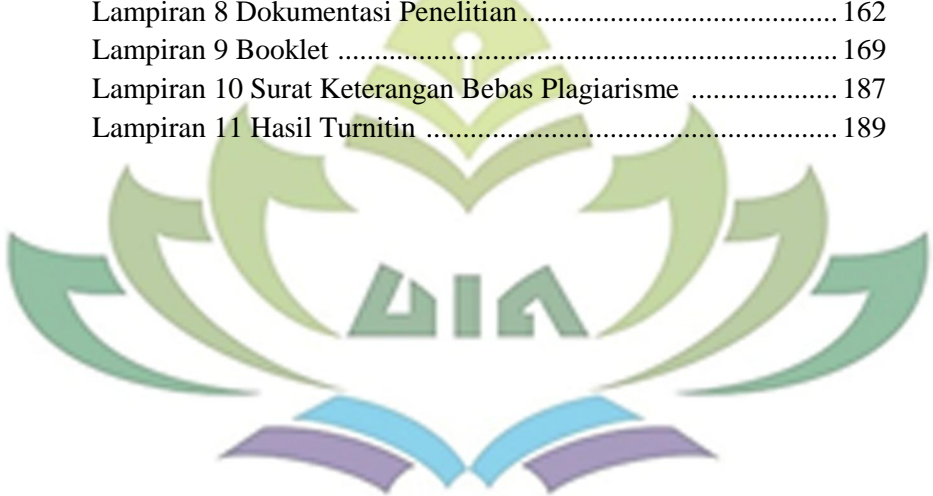 Lampiran 8 Dokumentasi Penelitian ........................................ 162
Lampiran 9 Booklet ............................................................... 169
Lampiran 10 Surat Keterangan Bebas Plagiarisme ................... 187
Lampiran 11 Hasil Turnitin .................................................... 189
UIN